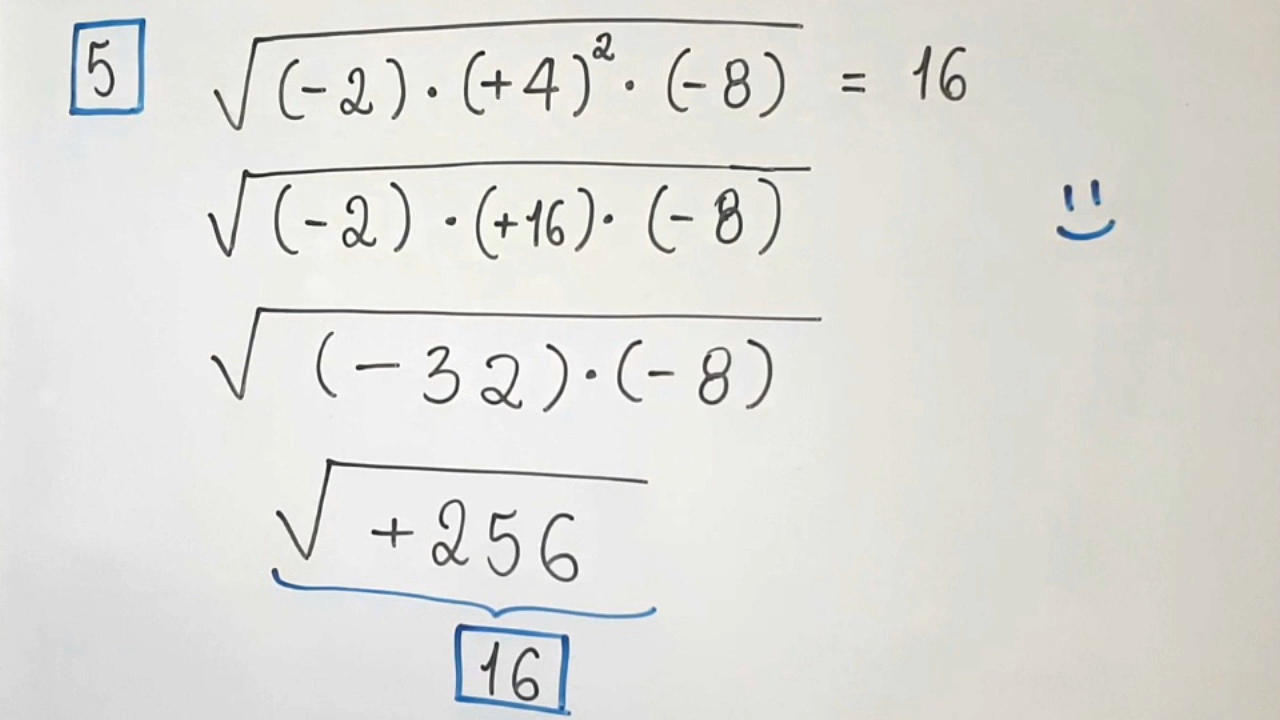 5 √(-2)·(+4)²·(-8) = 16
√(-2)·(+16)·(-8)
√(-32)·(-8)
√+256
16